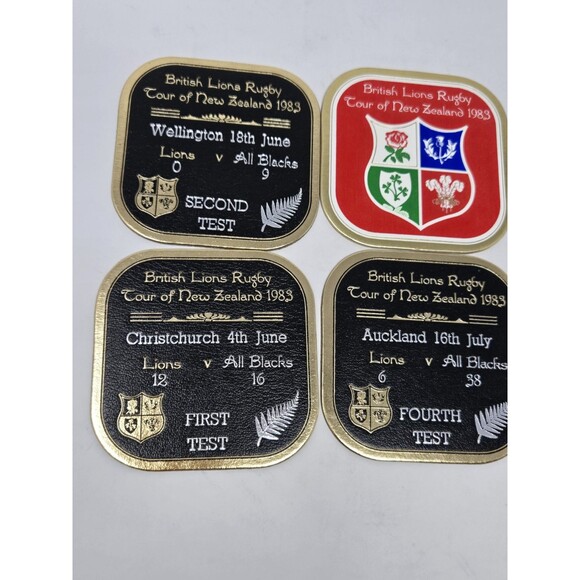 British Lions Rugby
Tour of New Zealand 1983
Wellington 18th June
Lions v All Blacks
0 9
SECOND
TEST
British Lions Rugby
Tour of New Zealand 1983
British Lions Rugby
Tour of New Zealand 1983
Christchurch 4th June
Lions v All Blacks
12 16
FIRST
TEST
British Lions Rugby
Tour of New Zealand 1983
Auckland 16th July
Lions v All Blacks
6 38
FOURTH
TEST